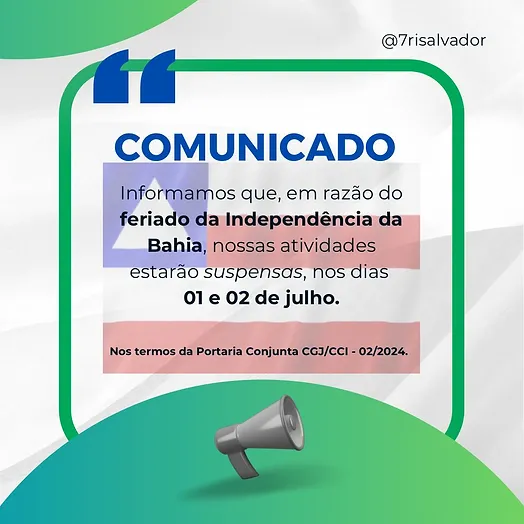 @7risalvador
COMUNICADO
Informamos que, em razão do
feriado da Independência da
Bahia, nossas atividades
estarão suspensas, nos dias
01 e 02 de julho.
Nos termos da Portaria Conjunta CGJ/CCI - 02/2024.